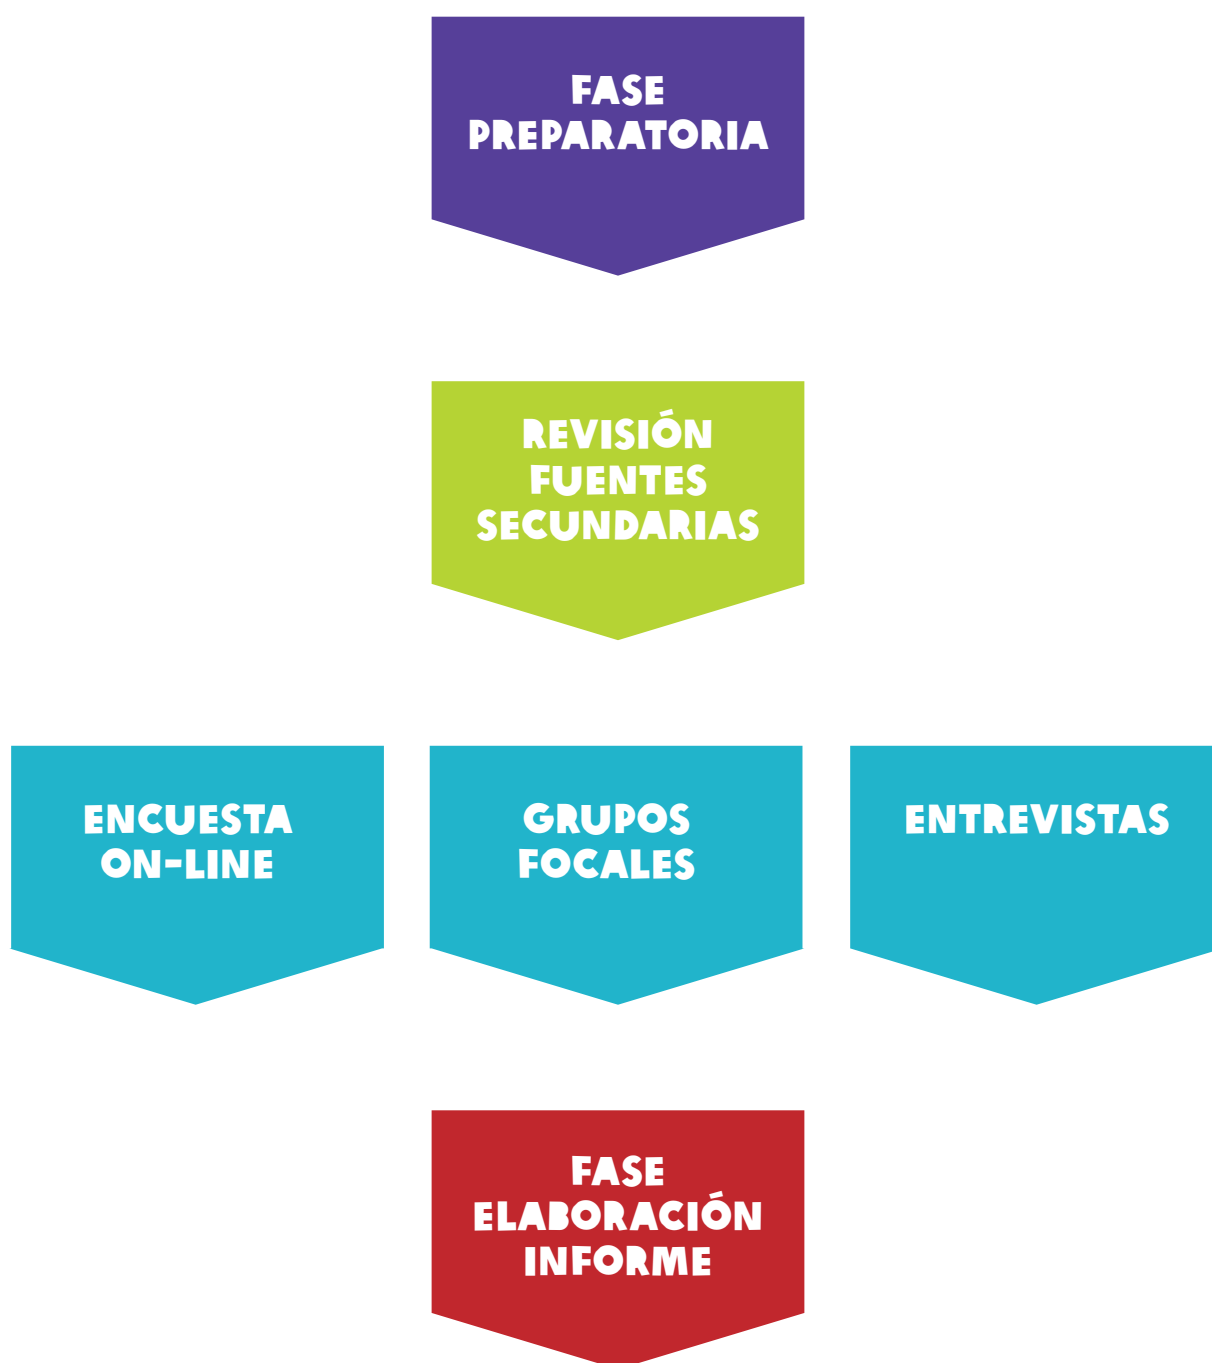 FASE
PREPARATORIA
REVISIÓN
FUENTES
SECUNDARIAS
ENCUESTA
ON-LINE
GRUPOS
FOCALES
ENTREVISTAS
FASE
ELABORACIÓN
INFORME